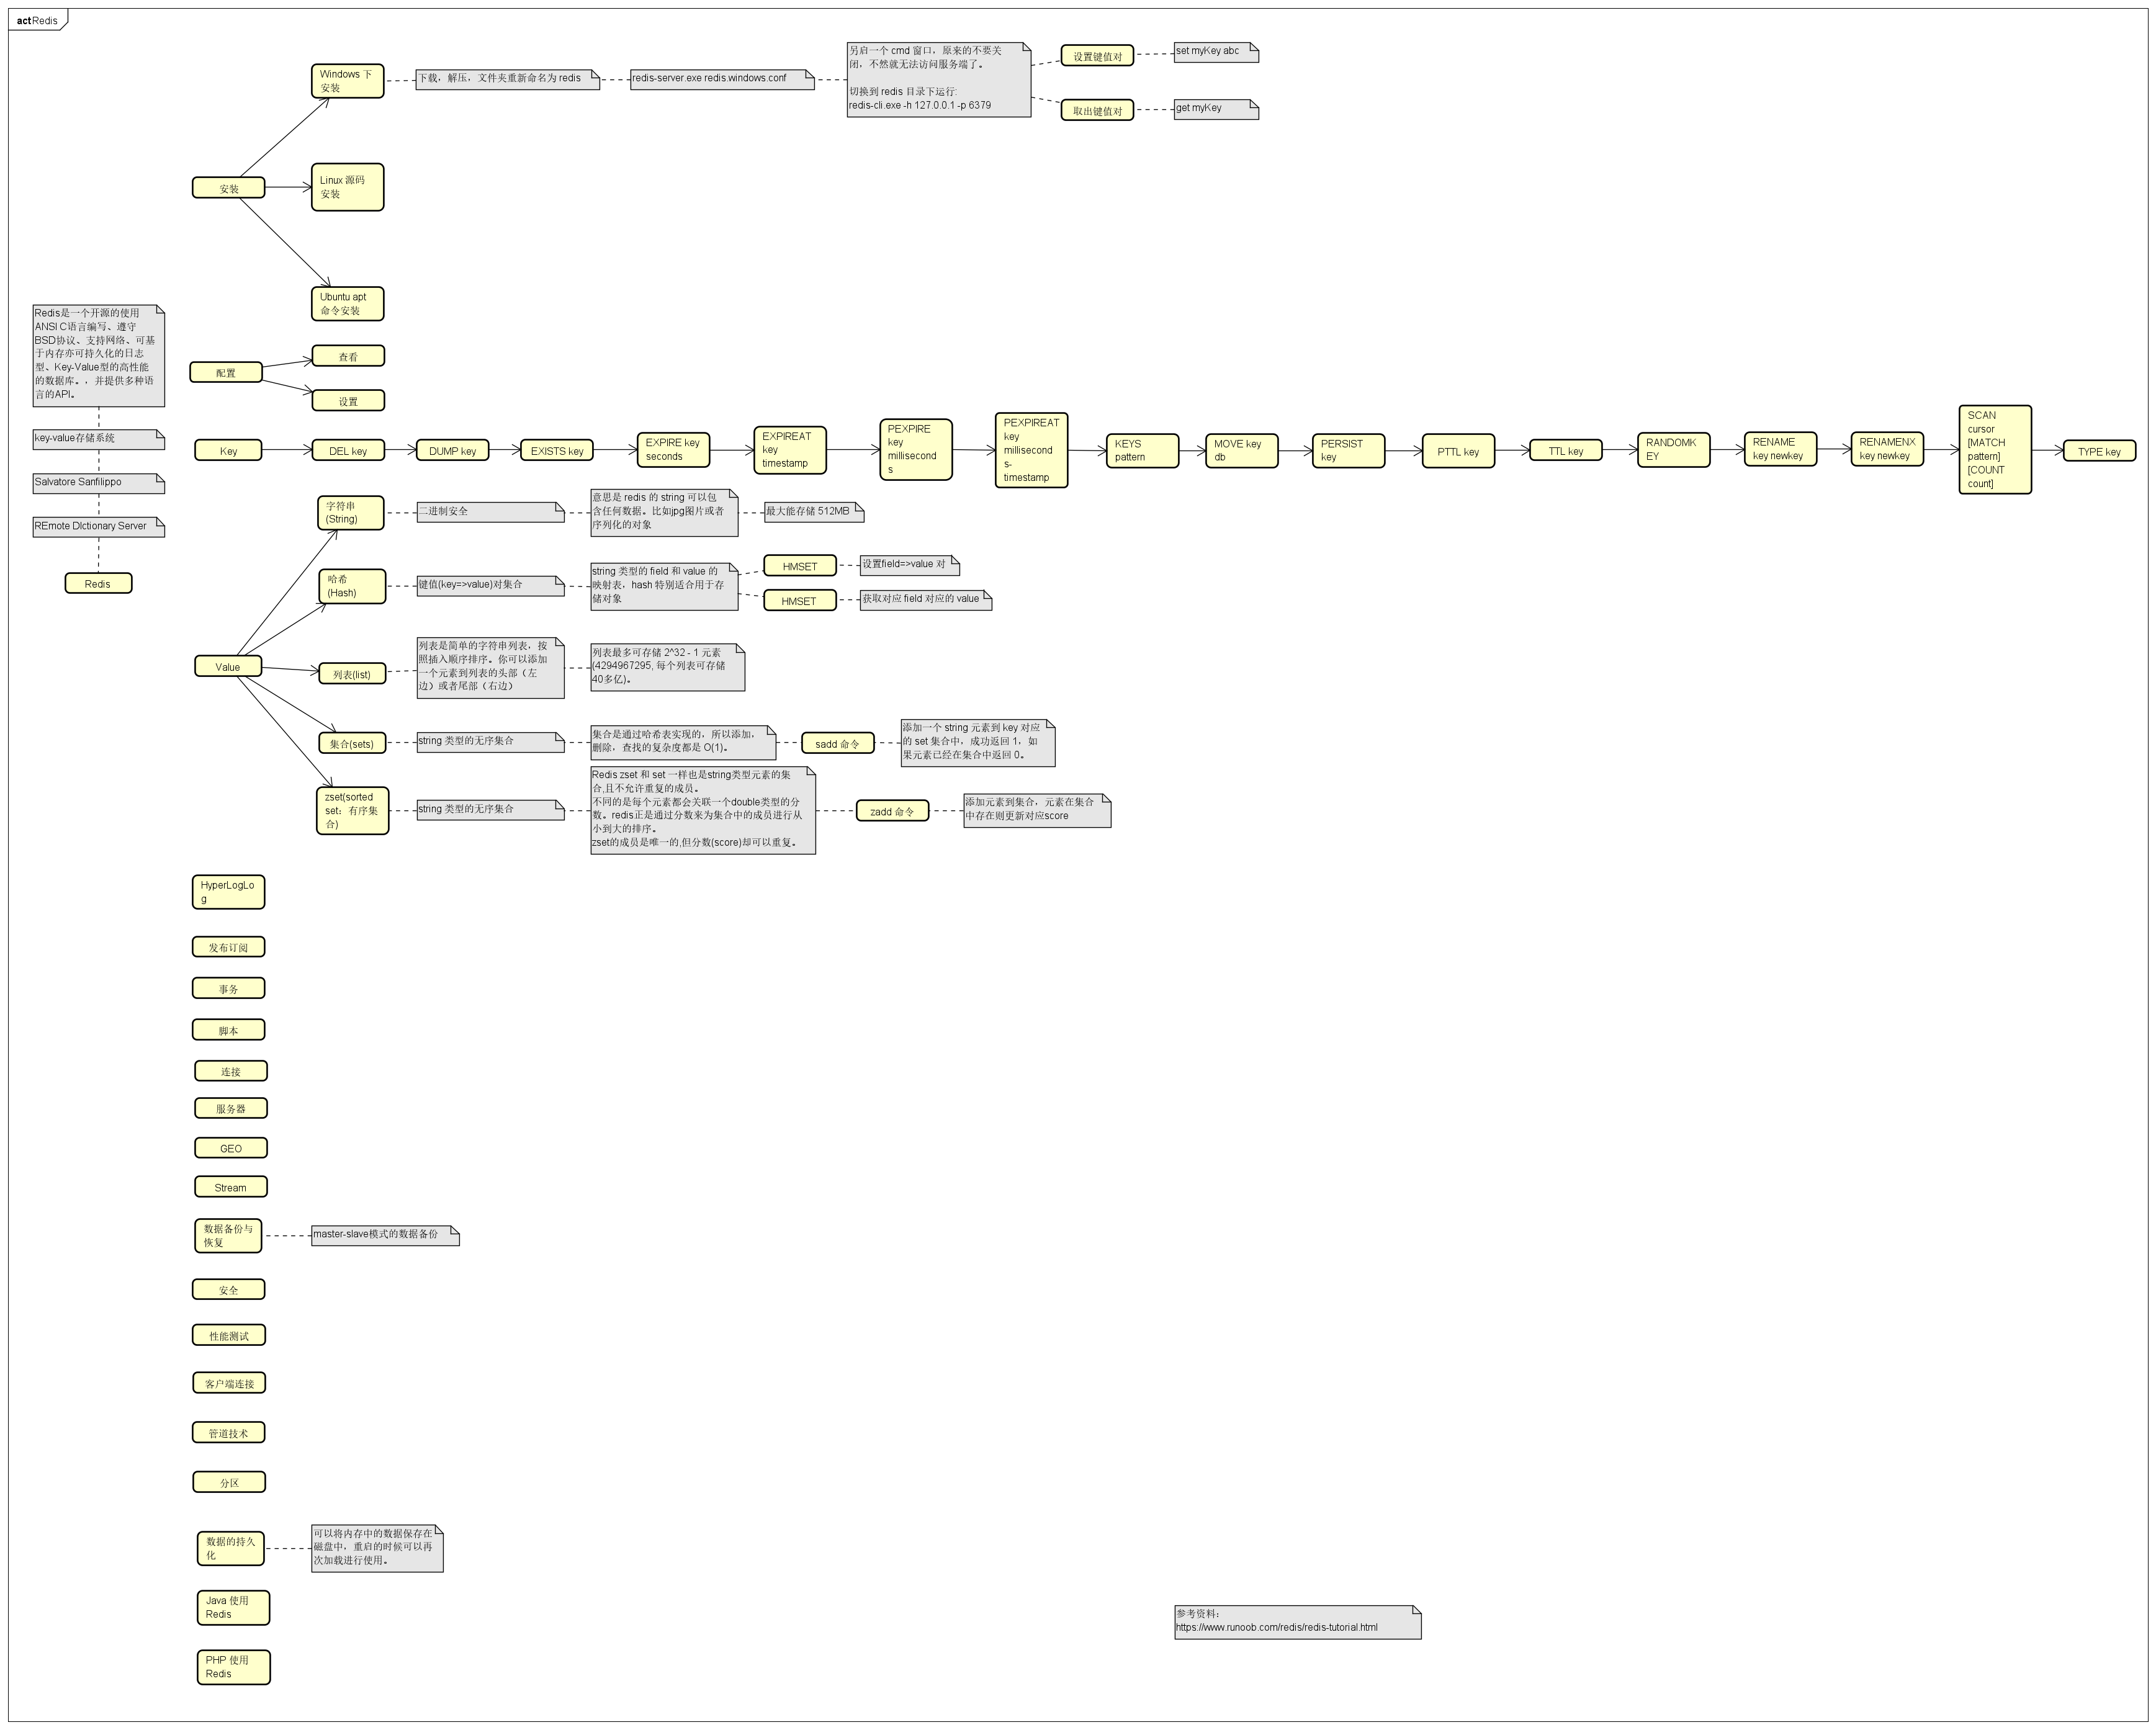 actRedis
Windows 下
安装
下载，解压，文件夹重新命名为 redis
redis-server.exe redis.windows.conf
另启一个 cmd 窗口，原来的不要关
闭，不然就无法访问服务端了。
切换到 redis 目录下运行:
redis-cli.exe -h 127.0.0.1 -p 6379
设置键值对
set myKey abc
取出键值对
get myKey
安装
Linux 源码
安装
Ubuntu apt
命令安装
Redis是一个开源的使用
ANSI C语言编写、遵守
BSD协议、支持网络、可基
于内存亦可持久化的日志
型、Key-Value型的高性能
的数据库。，并提供多种语
言的API。
key-value存储系统
Salvatore Sanfilippo
REmote DIctionary Server
Redis
配置
查看
设置
Key
DEL key
DUMP key
EXISTS key
EXPIRE key
seconds
EXPIREAT
key
timestamp
PEXPIRE
key
millisecond
s
PEXPIREAT
key
millisecond
s-
timestamp
KEYS
pattern
MOVE key
db
PERSIST
key
PTTL key
TTL key
RANDOMK
EY
RENAME
key newkey
RENAMENX
key newkey
SCAN
cursor
[MATCH
pattern]
[COUNT
count]
TYPE key
Value
字符串
(String)
二进制安全
意思是 redis 的 string 可以包
含任何数据。比如jpg图片或者
序列化的对象
最大能存储 512MB
哈希
(Hash)
键值(key=>value)对集合
string 类型的 field 和 value 的
映射表，hash 特别适合用于存
储对象
HMSET
设置field=>value 对
HMSET
获取对应 field 对应的 value
列表(list)
列表是简单的字符串列表，按
照插入顺序排序。你可以添加
一个元素到列表的头部（左
边）或者尾部（右边）
列表最多可存储 2^32 - 1 元素
(4294967295, 每个列表可存储
40多亿)。
集合(sets)
string 类型的无序集合
集合是通过哈希表实现的，所以添加，
删除，查找的复杂度都是 O(1)。
sadd 命令
添加一个 string 元素到 key 对应
的 set 集合中，成功返回 1，如
果元素已经在集合中返回 0。
zset(sorted
set：有序集
合)
string 类型的无序集合
Redis zset 和 set 一样也是string类型元素的集
合,且不允许重复的成员。
不同的是每个元素都会关联一个double类型的分
数。redis正是通过分数来为集合中的成员进行从
小到大的排序。
zset的成员是唯一的,但分数(score)却可以重复。
zadd 命令
添加元素到集合，元素在集合
中存在则更新对应score
HyperLogLo
g
发布订阅
事务
脚本
连接
服务器
GEO
Stream
数据备份与
恢复
master-slave模式的数据备份
安全
性能测试
客户端连接
管道技术
分区
数据的持久
化
可以将内存中的数据保存在
磁盘中，重启的时候可以再
次加载进行使用。
Java 使用
Redis
PHP 使用
Redis
参考资料：
https://www.runoob.com/redis/redis-tutorial.html